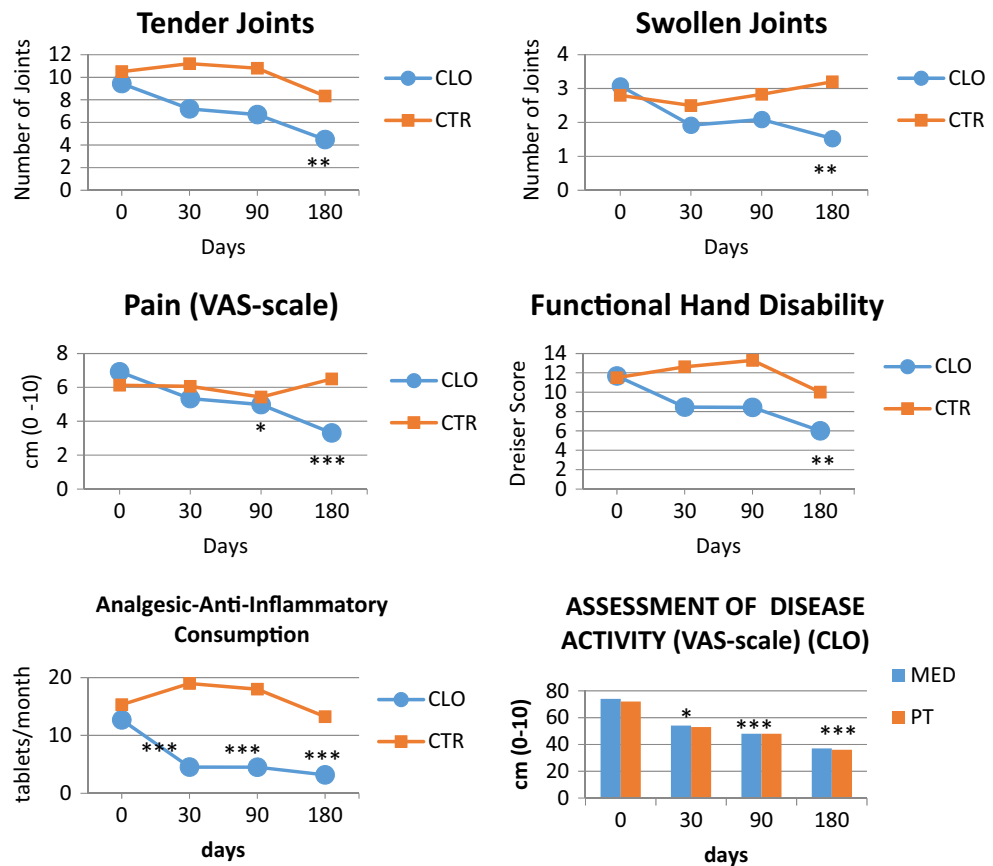 Tender Joints
Number of Joints
12
10
8
6
4
2
0
0 30 90 180
Days
CLO
CTR
**
Swollen Joints
Number of Joints
4
3
2
1
0
0 30 90 180
Days
CLO
CTR
**
Pain (VAS-scale)
cm (0 -10)
8
6
4
2
0
0 30 90 180
Days
CLO
CTR
*
***
Functional Hand Disability
Dreiser Score
14
12
10
8
6
4
2
0
0 30 90 180
Days
CLO
CTR
**
Analgesic-Anti-Inflammatory
Consumption
tablets/month
20
10
0
0 30 90 180
days
CLO
CTR
*** *** ***
ASSESSMENT OF DISEASE
ACTIVITY (VAS-scale) (CLO)
cm (0-10)
80
60
40
20
0
0 30 90 180
days
MED
PT
* *** ***